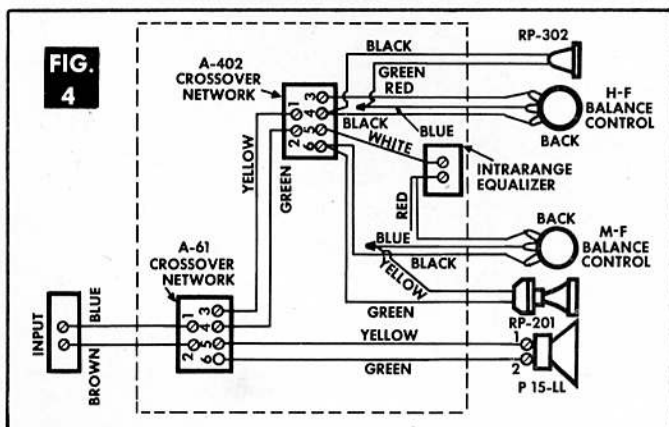 FIG.
4
A-402
CROSSOVER
NETWORK
BLACK
GREEN
RED
RP-302
H-F
BALANCE
CONTROL
BACK
1
2
3
4
5
6
BLACK
BLUE
WHITE
INTRARANGE
EQUALIZER
YELLOW
GREEN
RED
BACK
BLUE
M-F
BALANCE
CONTROL
YELLOW
BLACK
GREEN
RP-201
A-61
CROSSOVER
NETWORK
INPUT
BLUE
BROWN
1
2
3
4
5
6
YELLOW
GREEN
1
2
P 15-LL